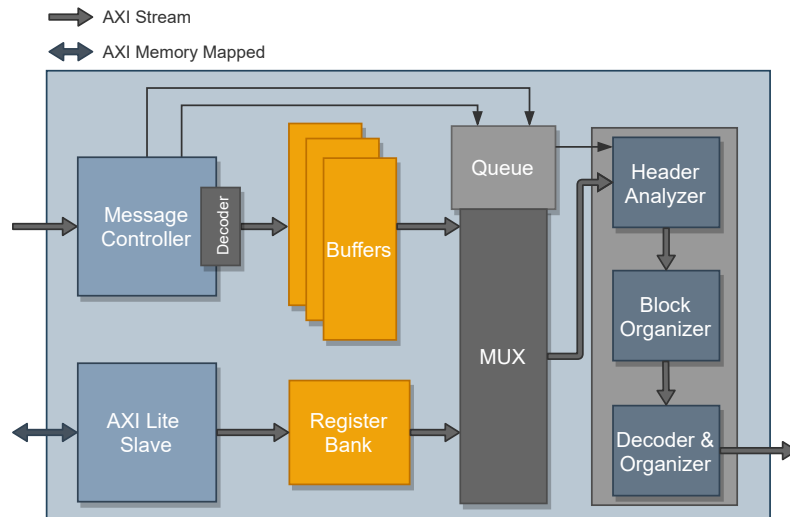 AXI Stream
AXI Memory Mapped
Message
Controller
Decoder
Buffers
Queue
MUX
Header
Analyzer
Block
Organizer
Decoder &
Organizer
AXI Lite
Slave
Register
Bank